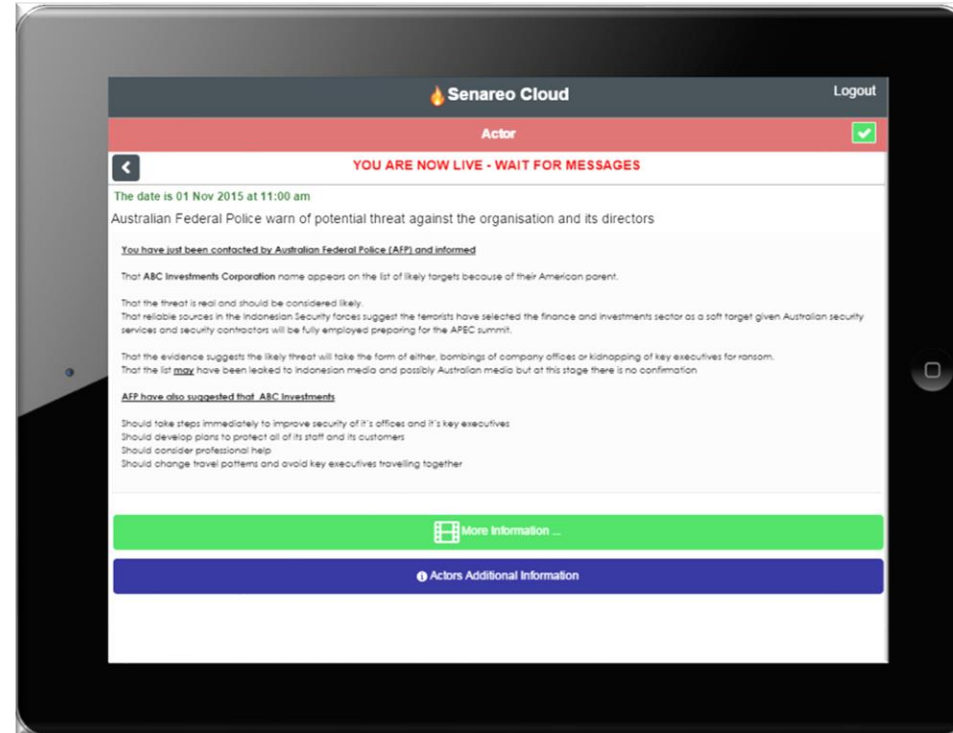 Senareo Cloud
Logout
Actor
YOU ARE NOW LIVE - WAIT FOR MESSAGES
The date is 01 Nov 2015 at 11:00 am
Australian Federal Police warn of potential threat against the organisation and its directors
You have just been contacted by Australian Federal Police (AFP) and informed
That ABC Investments Corporation name appears on the list of likely targets because of their American parent.
That the threat is real and should be considered likely.
That reliable sources in the Indonesian Security forces suggest the terrorists have selected the finance and investments sector as a soft target given Australian security
services and security contractors will be fully employed preparing for the APEC summit.
That the evidence suggests the likely threat will take the form of either, bombings of company offices or kidnapping of key executives for ransom.
That the list may have been leaked to Indonesian media and possibly Australian media but at this stage there is no confirmation
AFP have also suggested that ABC Investments
Should take steps immediately to improve security of it's offices and it's key executives
Should develop plans to protect all of its staff and its customers
Should consider professional help
Should change travel patterns and avoid key executives travelling together
More Information ...
Actors Additional Information